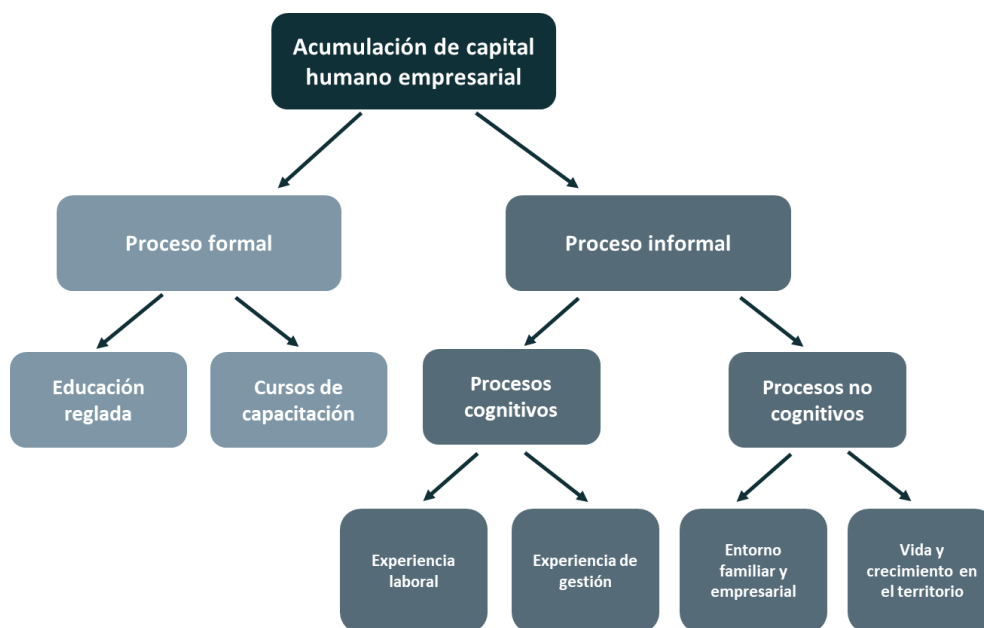 Acumulación de capital
humano empresarial
Proceso formal
Proceso informal
Educación
reglada
Cursos de
capacitación
Procesos
cognitivos
Procesos no
cognitivos
Experiencia
laboral
Experiencia de
gestión
Entorno
familiar y
empresarial
Vida y
crecimiento en
el territorio